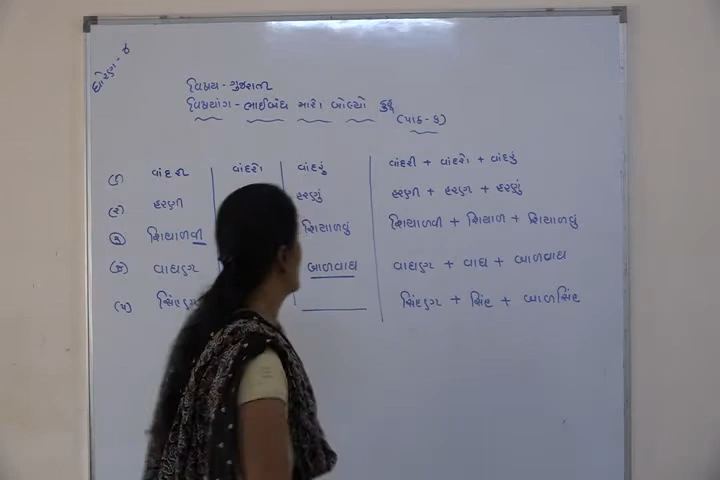 ધોરણ - ૬
વિષય - ગુજરાતી
વિષયાંગ - ભાઈબંધ મારો બોલ્યો કુકૂ
(પાઠ - ૩)
(૧) વાંદરી વાંદરો વાંદરું વાંદરી + વાંદરો + વાંદરું
(૨) હરણી હરણું હરણી + હરણ + હરણું
(૩) શિયાળવી શિયાળવું શિયાળવી + શિયાળ + શિયાળવું
(૪) વાઘણ બાળવાઘ વાઘણ + વાઘ + બાળવાઘ
(૫) સિંહણ સિંહણ + સિંહ + બાળસિંહ